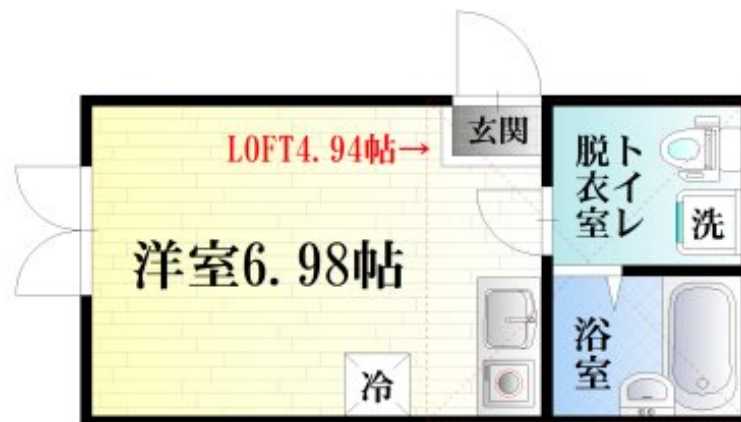 玄関
LOFT4.94帖→
トイレ
脱衣室
洗
洋室6.98帖
浴室
冷